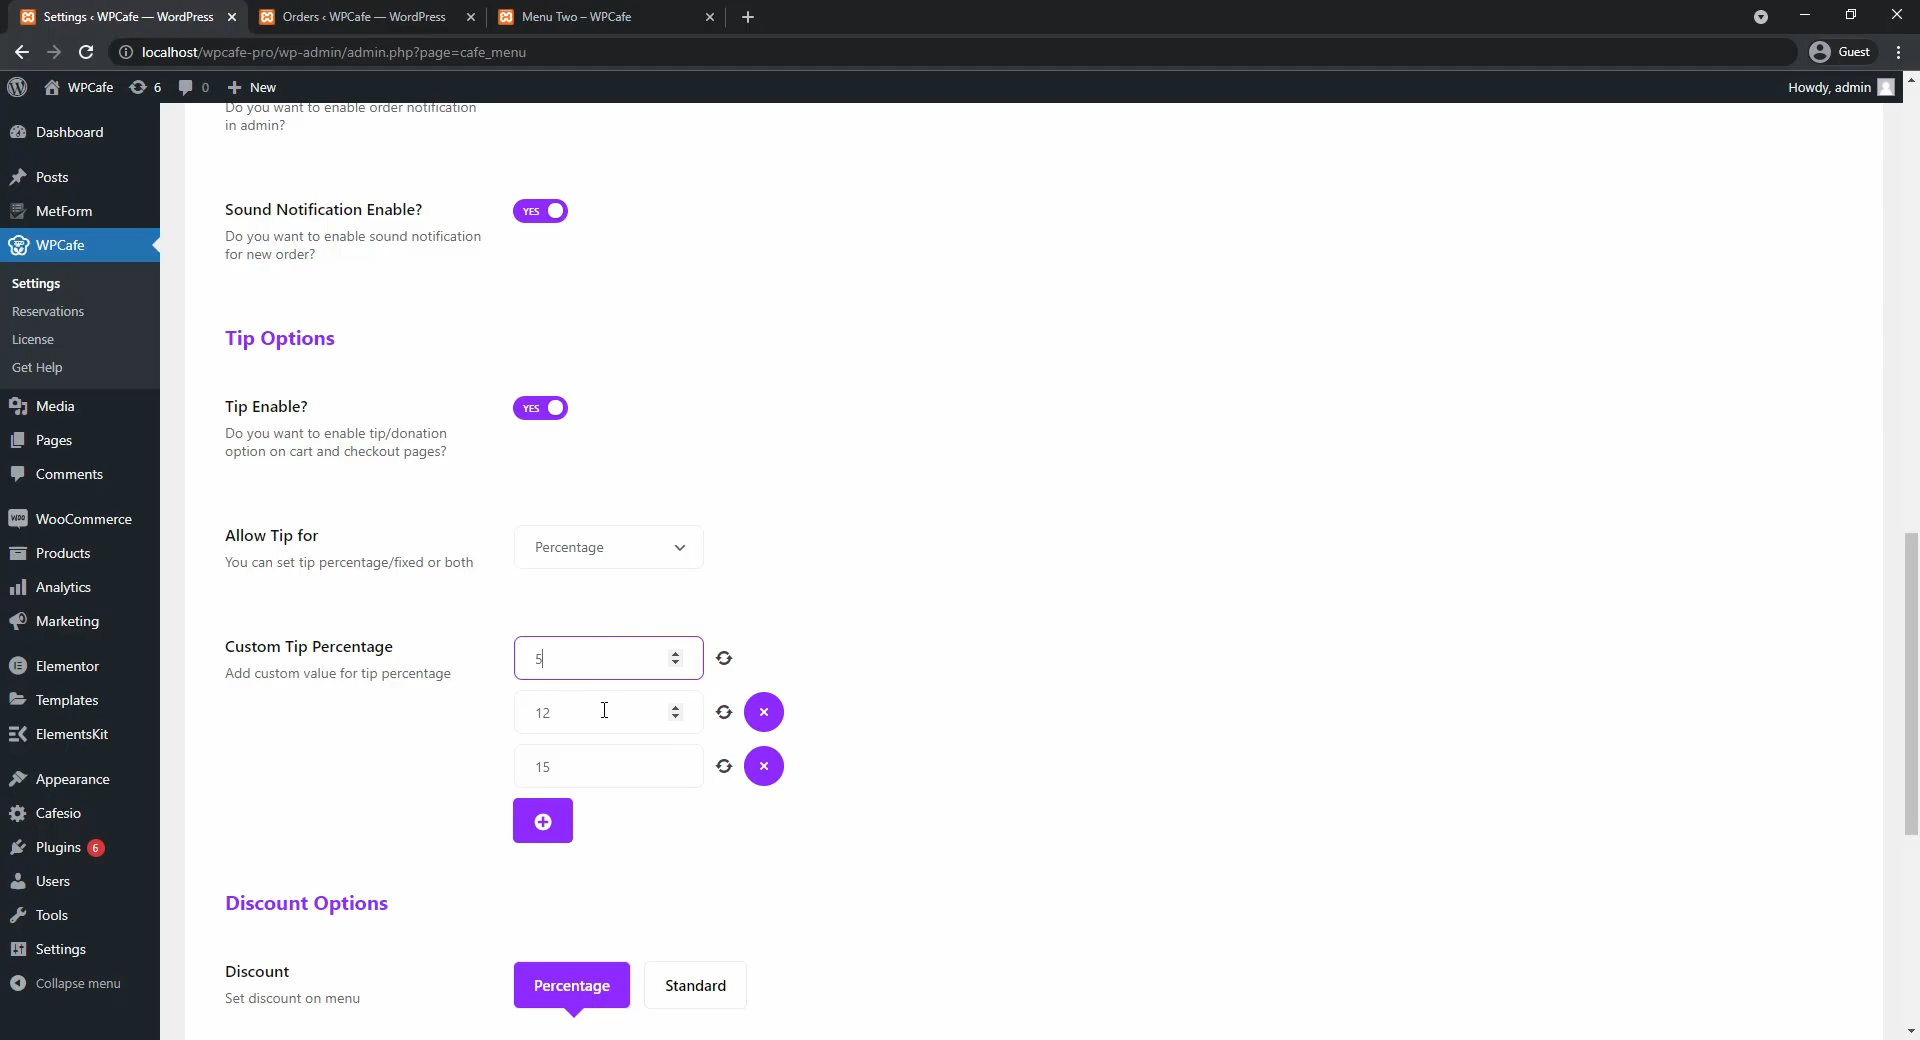 Settings ‹ WPCafe — WordPress
Orders ‹ WPCafe — WordPress
Menu Two – WPCafe
localhost/wpcafe-pro/wp-admin/admin.php?page=cafe_menu
Guest
WPCafe
6
0
New
Howdy, admin
Dashboard
Posts
MetForm
WPCafe
Settings
Reservations
License
Get Help
Media
Pages
Comments
WooCommerce
Products
Analytics
Marketing
Elementor
Templates
ElementsKit
Appearance
Cafesio
Plugins 6
Users
Tools
Settings
Collapse menu
Do you want to enable order notification
in admin?
Sound Notification Enable?
YES
Do you want to enable sound notification
for new order?
Tip Options
Tip Enable?
YES
Do you want to enable tip/donation
option on cart and checkout pages?
Allow Tip for
You can set tip percentage/fixed or both
Percentage
Custom Tip Percentage
Add custom value for tip percentage
5
12
15
Discount Options
Discount
Set discount on menu
Percentage
Standard